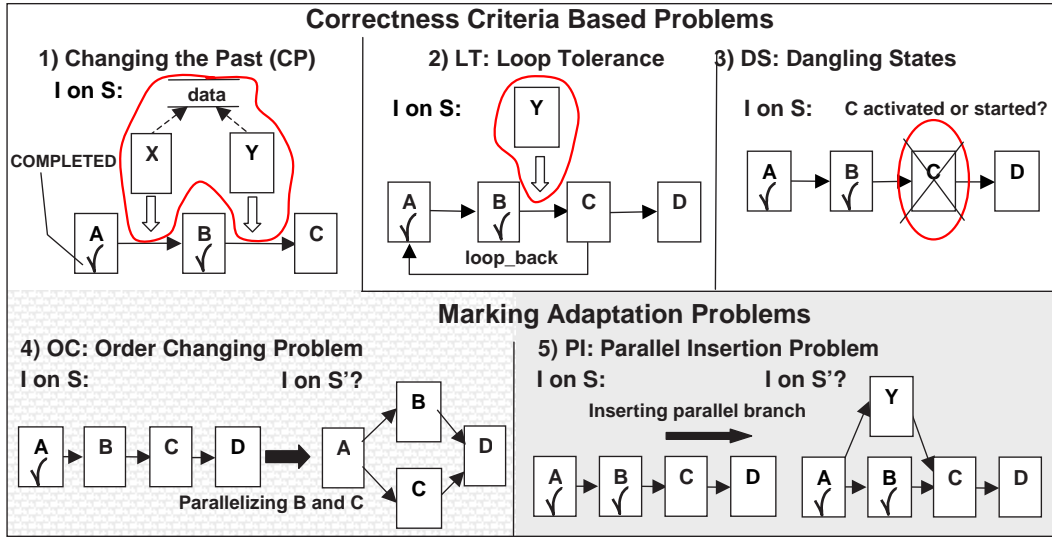 Correctness Criteria Based Problems
1) Changing the Past (CP)
I on S:
data
X
Y
COMPLETED
A
B
C
2) LT: Loop Tolerance
I on S:
Y
A
B
C
D
loop_back
3) DS: Dangling States
I on S:
C activated or started?
A
B
C
D
Marking Adaptation Problems
4) OC: Order Changing Problem
I on S:
I on S'?
A
B
C
D
Parallelizing B and C
A
B
C
D
5) PI: Parallel Insertion Problem
I on S:
I on S'?
Inserting parallel branch
A
B
C
D
Y
A
B
C
D